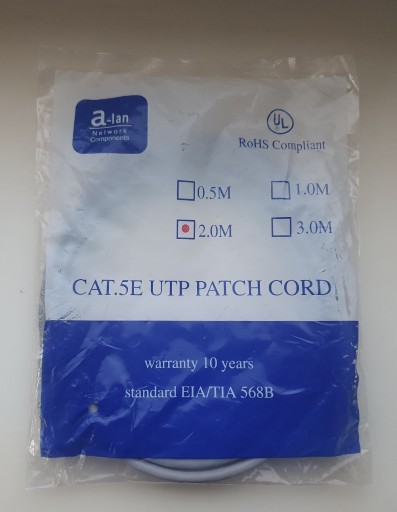 a-lan
Network
Components
UL
RoHS Compliant
0.5M
1.0M
2.0M
3.0M
CAT.5E UTP PATCH CORD
warranty 10 years
standard EIA/TIA 568B